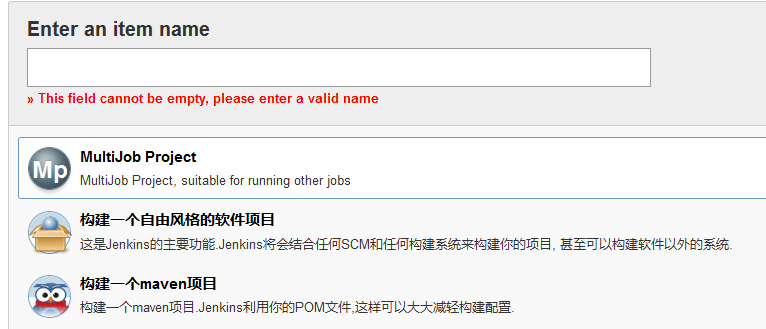 Enter an item name
» This field cannot be empty, please enter a valid name
Mp
MultiJob Project
MultiJob Project, suitable for running other jobs
构建一个自由风格的软件项目
这是Jenkins的主要功能.Jenkins将会结合任何SCM和任何构建系统来构建你的项目, 甚至可以构建软件以外的系统.
构建一个maven项目
构建一个maven项目.Jenkins利用你的POM文件,这样可以大大减轻构建配置.